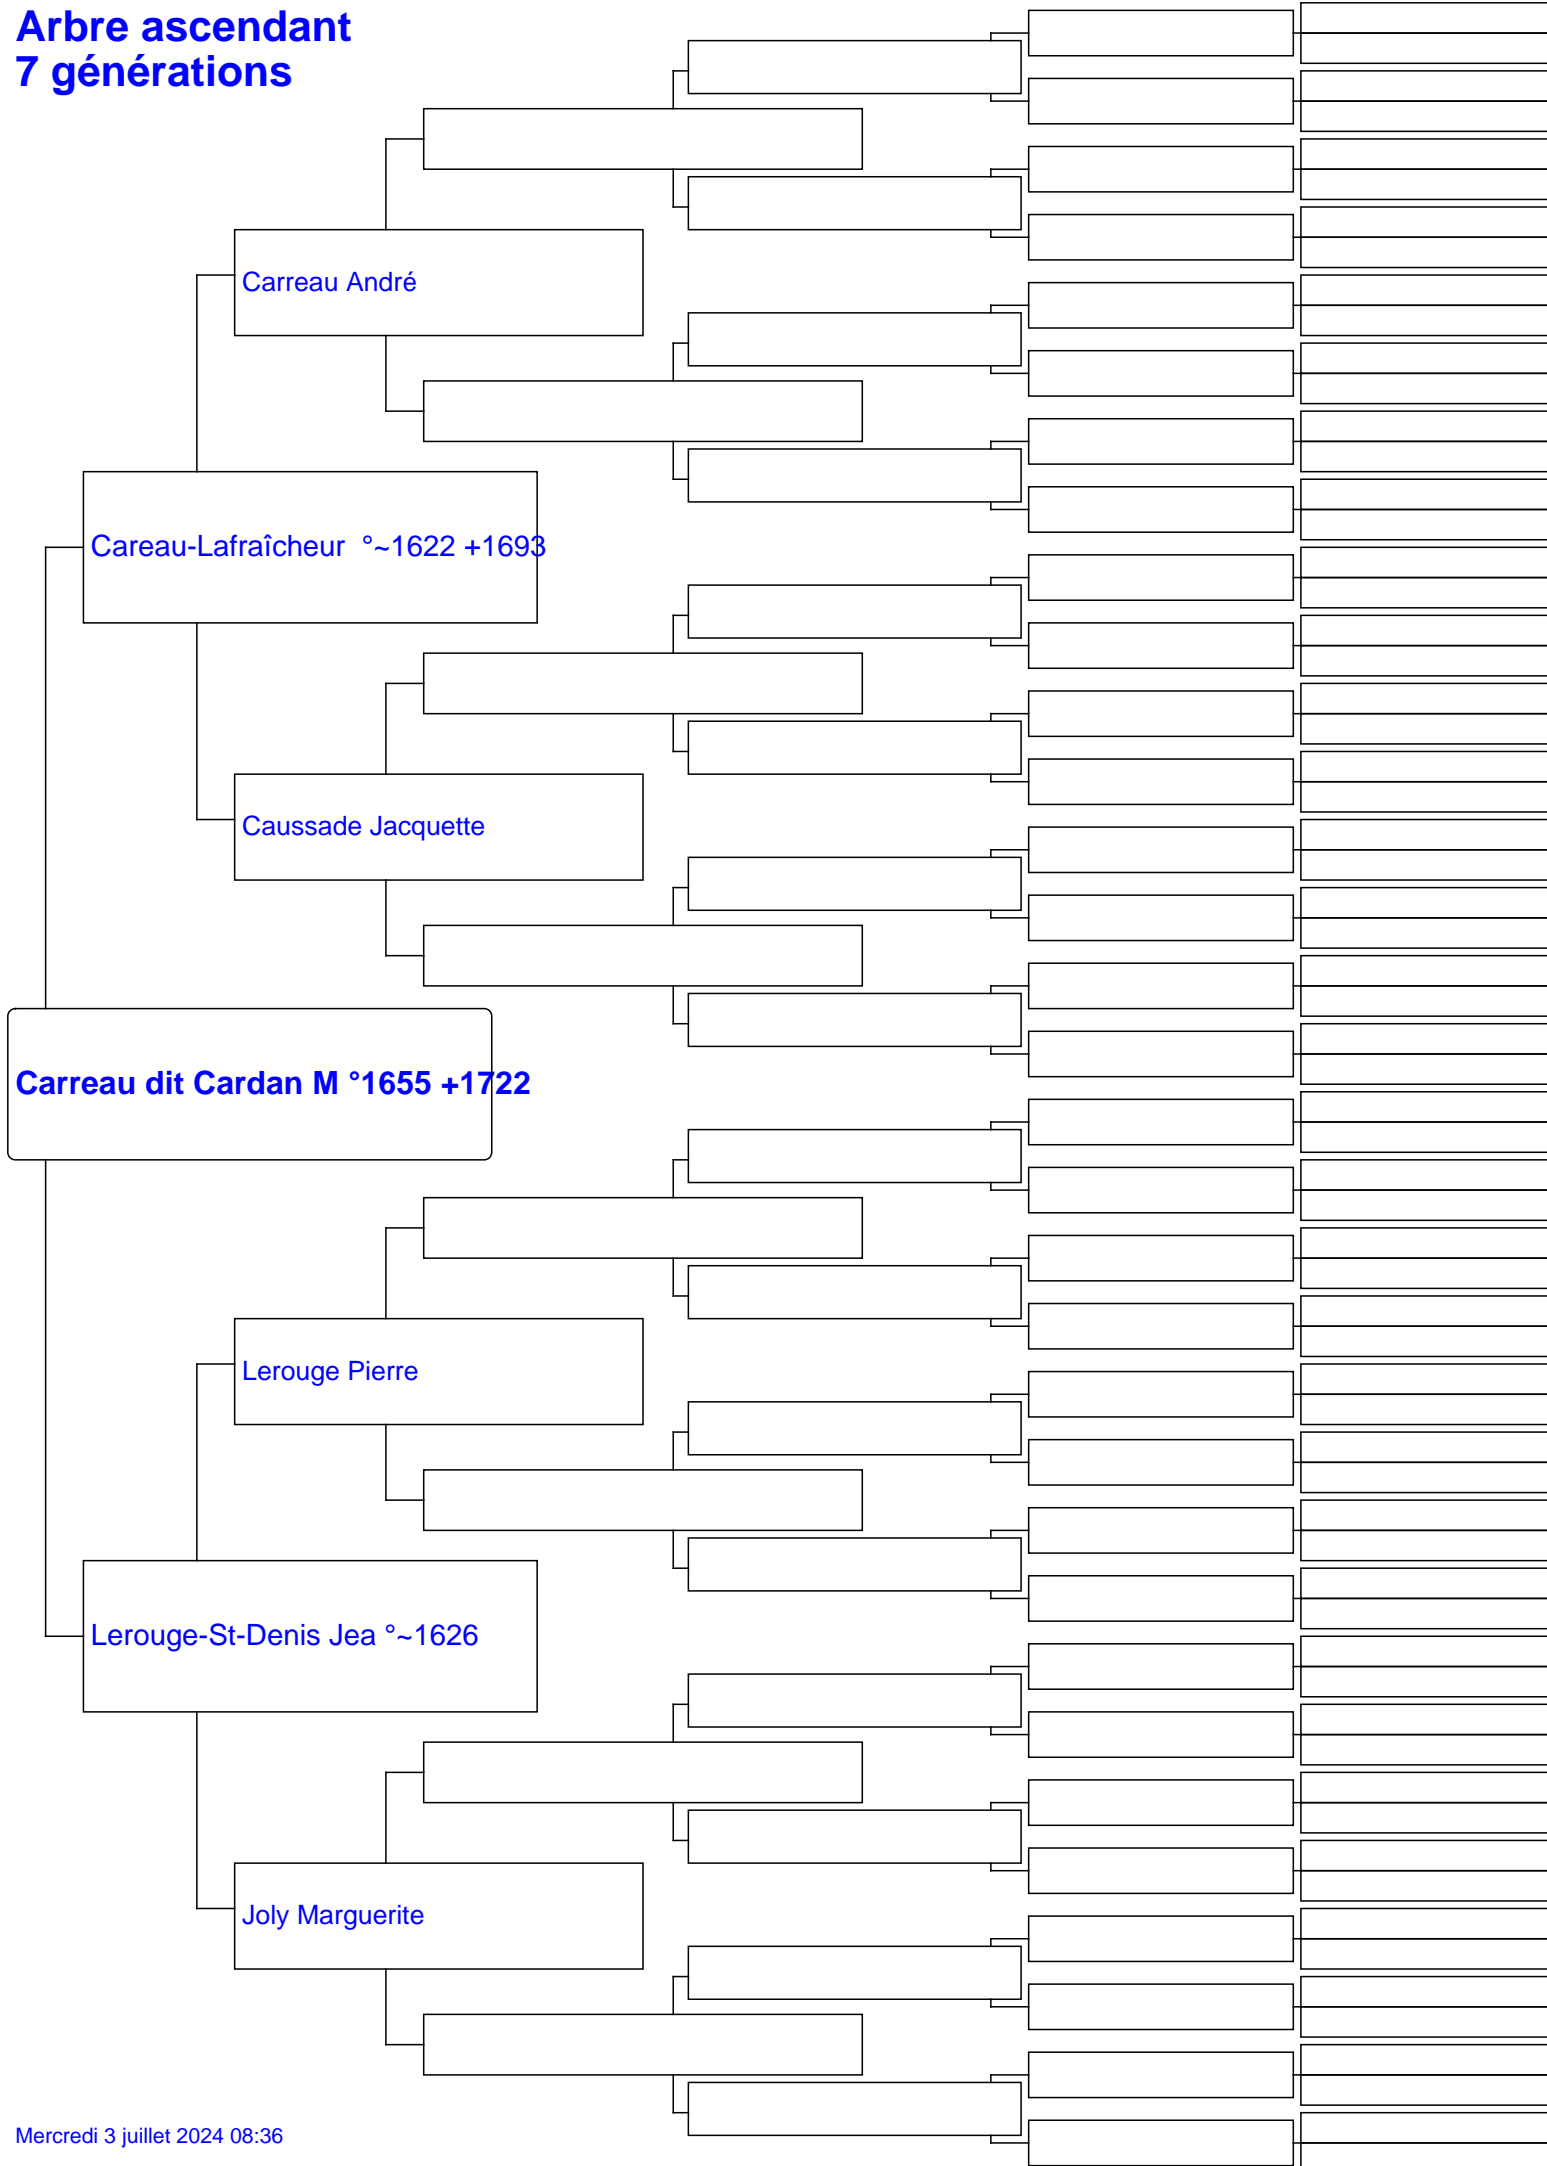 Arbre ascendant
7 générations
Carreau André
Careau-Lafraîcheur  °~1622 +1693
Caussade Jacquette
Carreau dit Cardan M °1655 +1722
Lerouge Pierre
Lerouge-St-Denis Jea °~1626
Joly Marguerite
Mercredi 3 juillet 2024 08:36